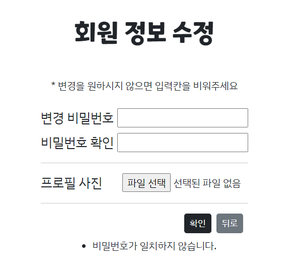 회원 정보 수정
* 변경을 원하시지 않으면 입력칸을 비워주세요
변경 비밀번호
비밀번호 확인
프로필 사진 파일 선택 선택된 파일 없음
확인 뒤로
• 비밀번호가 일치하지 않습니다.